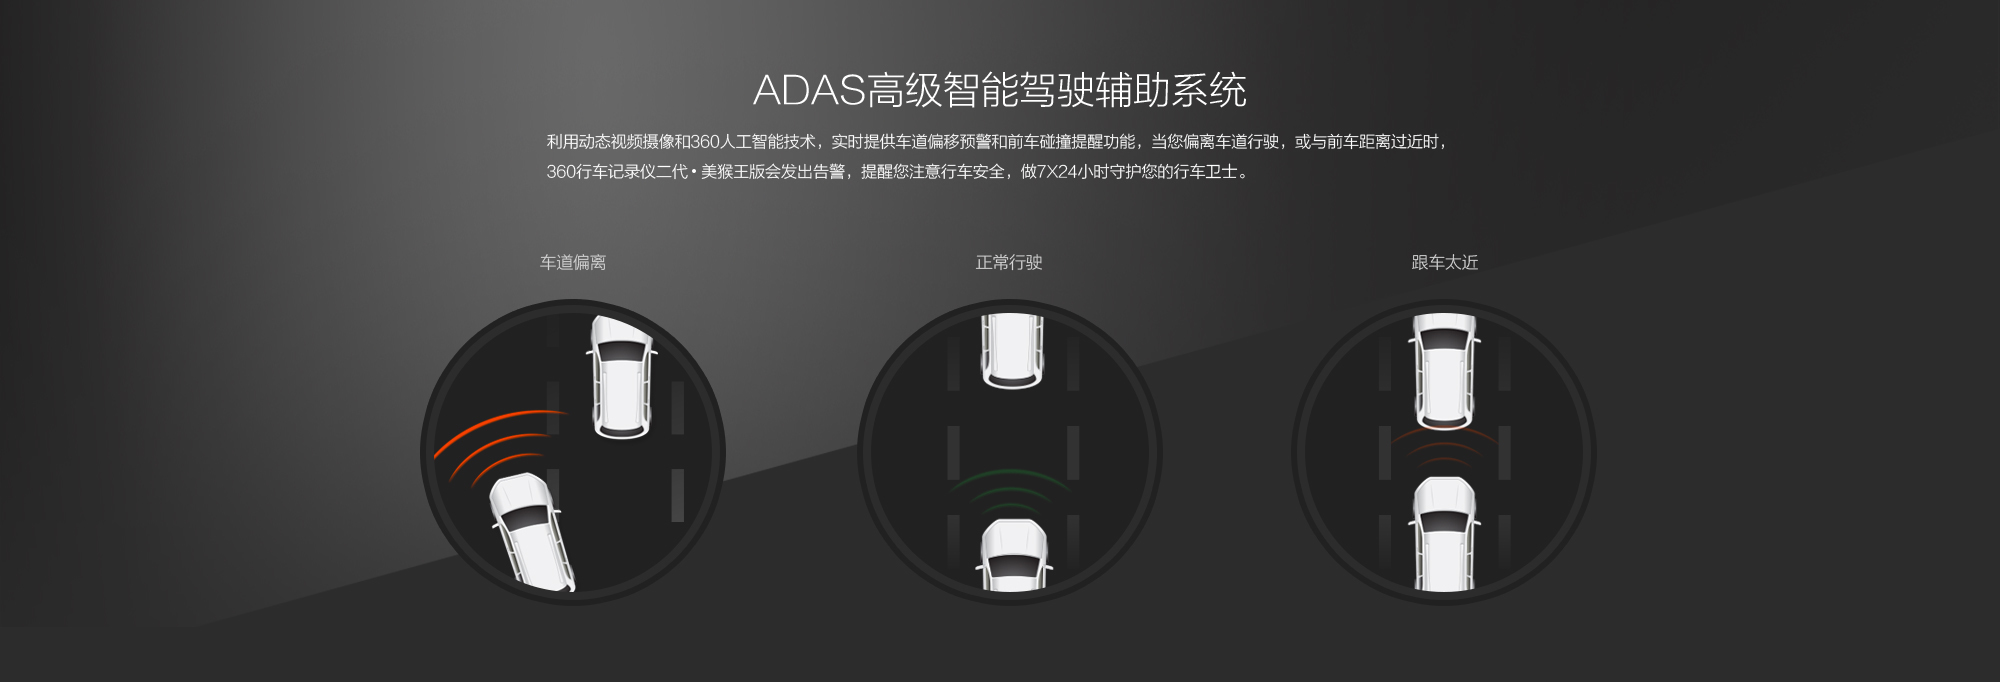 ADAS高级智能驾驶辅助系统
利用动态视频摄像和360人工智能技术，实时提供车道偏移预警和前车碰撞提醒功能，当您偏离车道行驶，或与前车距离过近时，
360行车记录仪二代•美猴王版会发出告警，提醒您注意行车安全，做7X24小时守护您的行车卫士。
车道偏离
正常行驶
跟车太近